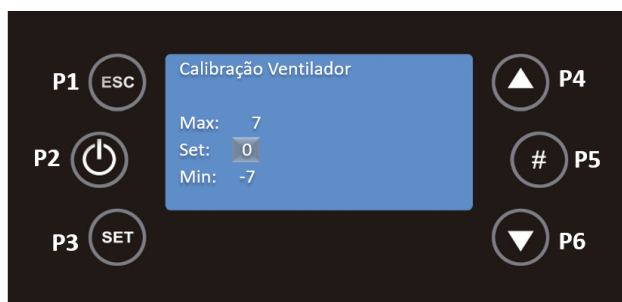 P1 ESC
Calibração Ventilador
P4
Max: 7
P2
Set: 0
# P5
Min: -7
P3 SET
P6